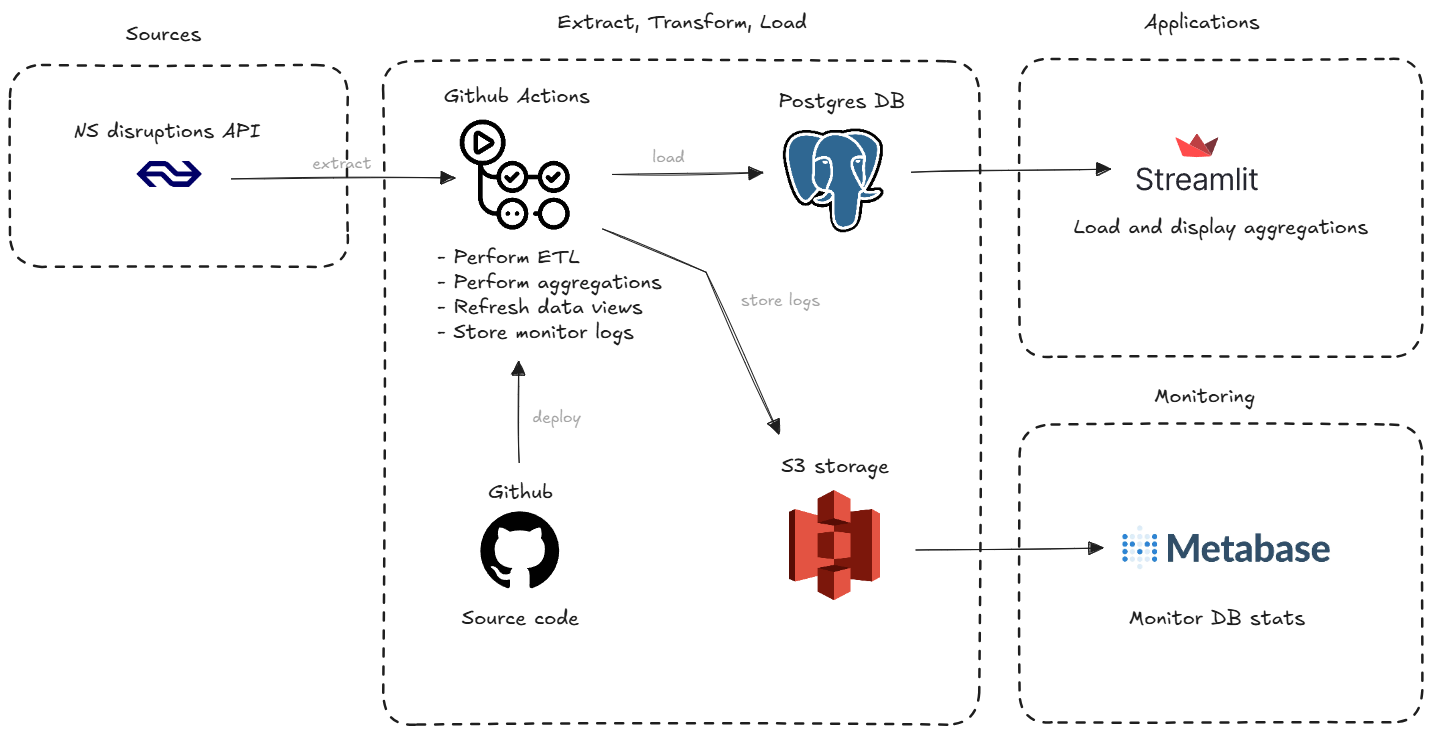 Sources
Extract, Transform, Load
Applications
NS disruptions API
extract
Github Actions
load
Postgres DB
Streamlit
Load and display aggregations
- Perform ETL
- Perform aggregations
- Refresh data views
- Store monitor logs
store logs
deploy
Github
Source code
S3 storage
Monitoring
Metabase
Monitor DB stats